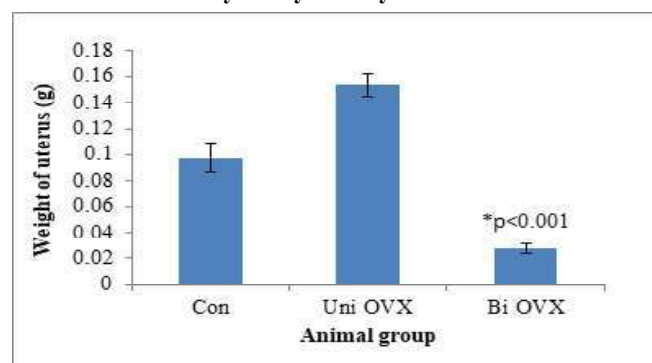 0.18
0.16
0.14
0.12
0.1
0.08
0.06
0.04
0.02
0
Weight of uterus (g)
*p<0.001
Con Uni OVX Bi OVX
Animal group